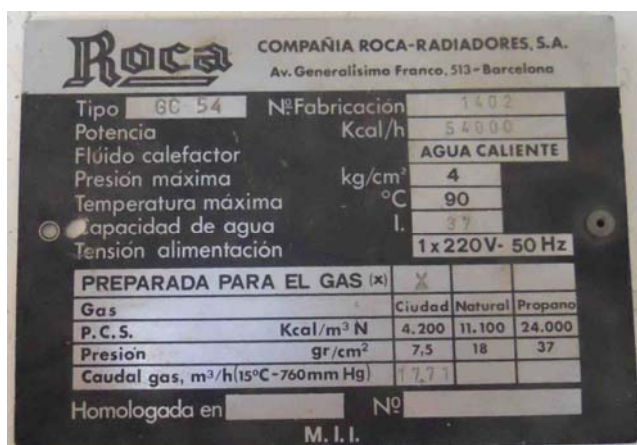 Roca COMPAÑIA ROCA-RADIADORES, S.A.
Av. Generalísimo Franco, 513-Barcelona
Tipo GC 54 Nº Fabricación 1402
Potencia Kcal/h 54000
Flúido calefactor AGUA CALIENTE
Presión máxima kg/cm² 4
Temperatura máxima °C 90
Capacidad de agua l. 37
Tensión alimentación 1x220V- 50 Hz
PREPARADA PARA EL GAS (x) X
Gas Ciudad Natural Propano
P.C.S. Kcal/m³ N 4.200 11.100 24.000
Presión gr/cm² 7,5 18 37
Caudal gas, m³/h (15°C-760mm Hg) 17,71
Homologada en Nº
M.I.I.